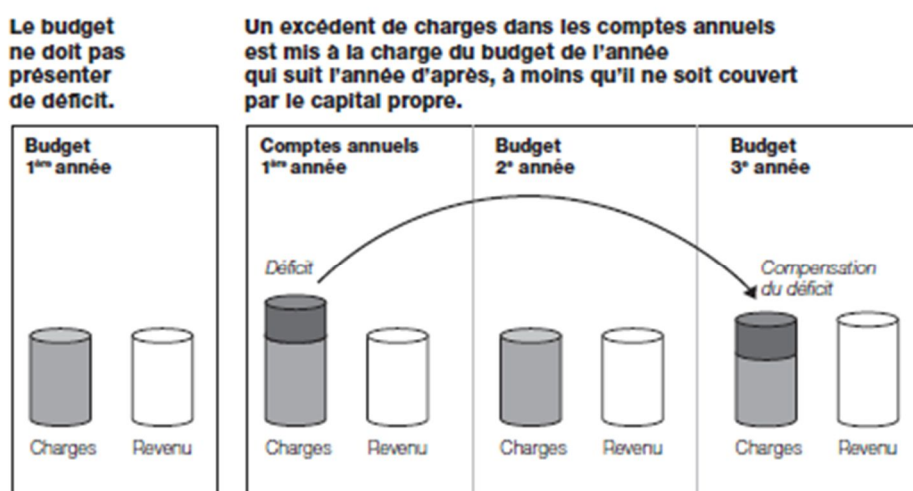 Le budget
ne doit pas
présenter
de déficit.
Un excédent de charges dans les comptes annuels
est mis à la charge du budget de l'année
qui suit l'année d'après, à moins qu'il ne soit couvert
par le capital propre.
Budget
1ère année
Comptes annuels
1ère année
Budget
2e année
Budget
3e année
Déficit
Compensation
du déficit
Charges
Revenu
Charges
Revenu
Charges
Revenu
Charges
Revenu